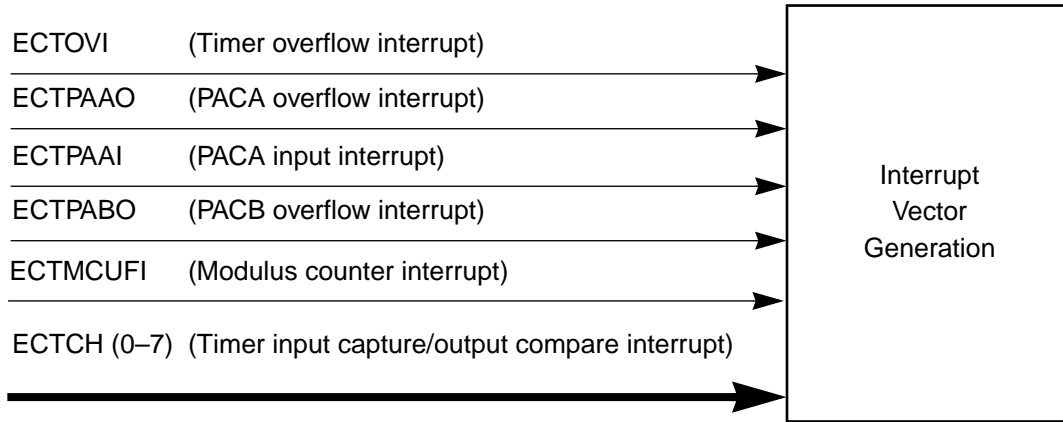 ECTOVI (Timer overflow interrupt)
ECTPAAO (PACA overflow interrupt)
ECTPAAI (PACA input interrupt)
ECTPABO (PACB overflow interrupt)
ECTMCUFI (Modulus counter interrupt)
ECTCH (0–7) (Timer input capture/output compare interrupt)
Interrupt
Vector
Generation